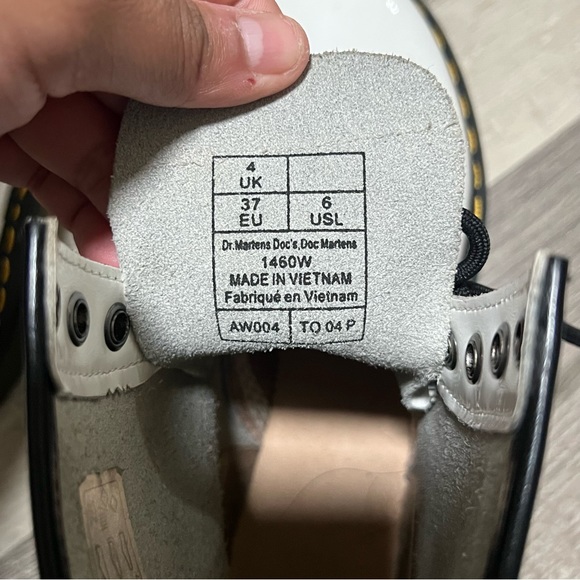 4
UK
37
EU
6
USL
Dr.Martens Doc's,Doc Martens
1460W
MADE IN VIETNAM
Fabriqué en Vietnam
AW004
TO 04 P